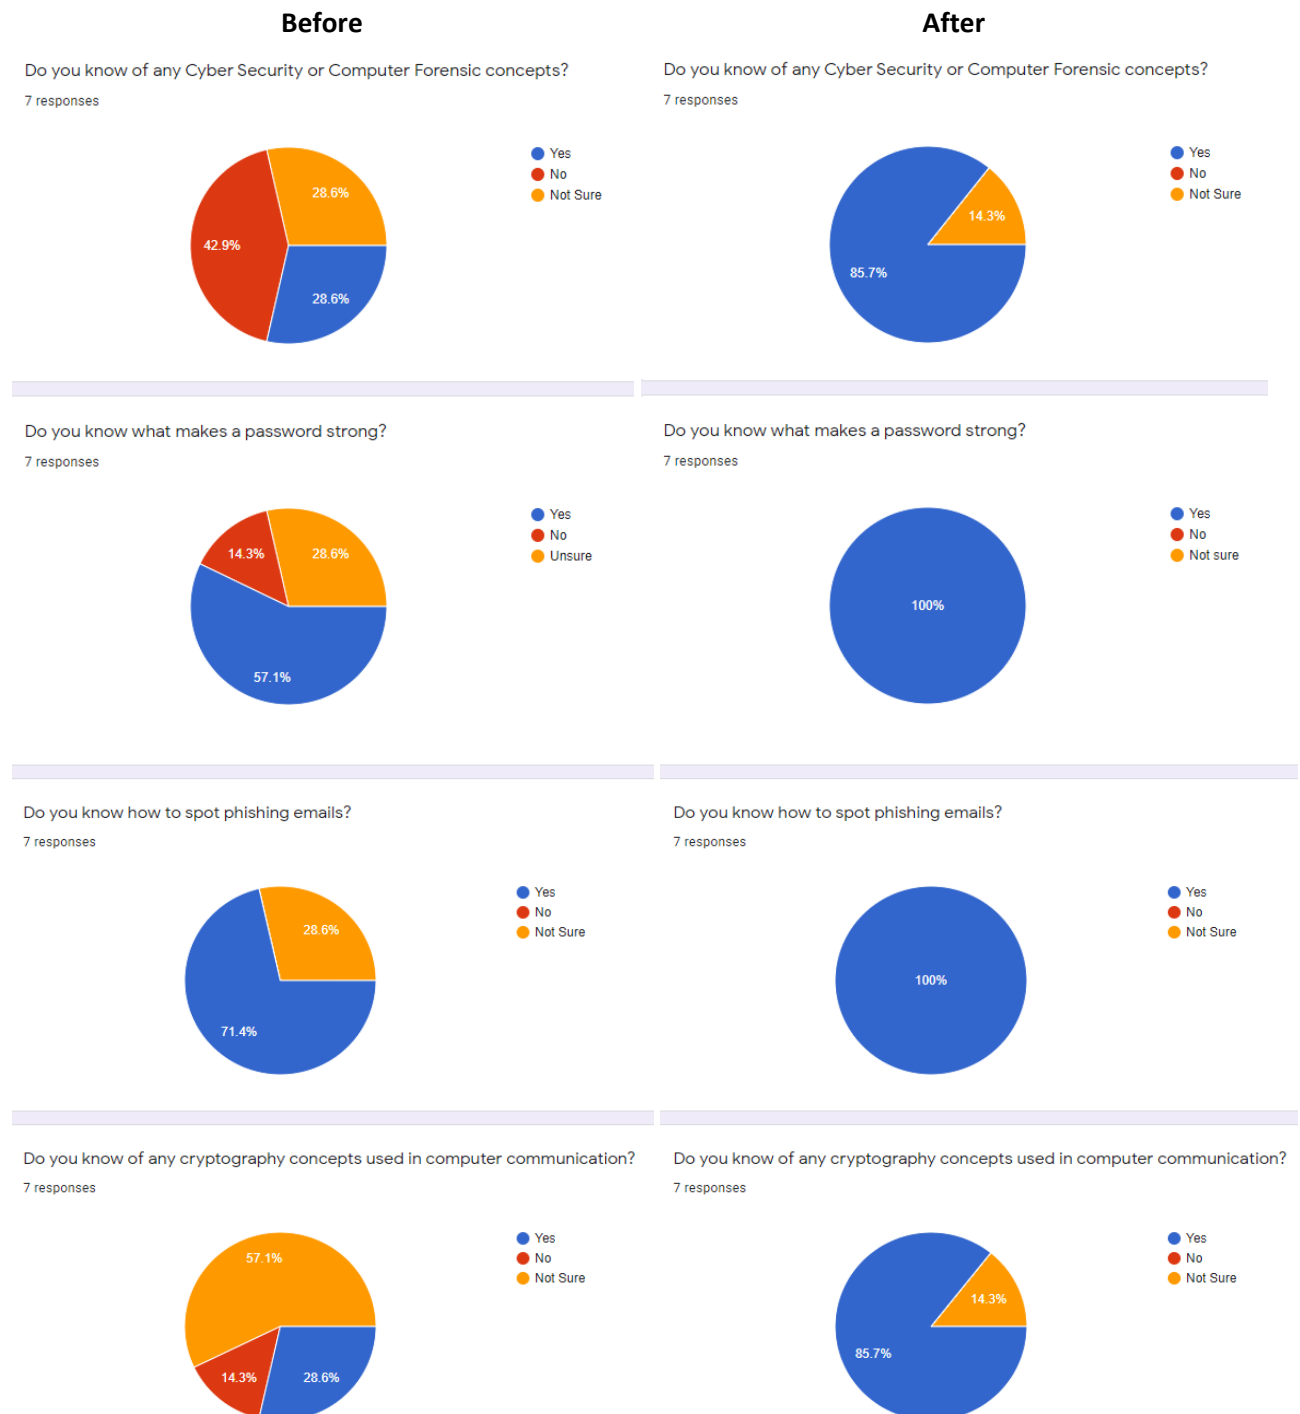 Before
After
Do you know of any Cyber Security or Computer Forensic concepts?
7 responses
Yes
No
Not Sure
28.6%
42.9%
28.6%
Do you know of any Cyber Security or Computer Forensic concepts?
7 responses
Yes
No
Not Sure
14.3%
85.7%
Do you know what makes a password strong?
7 responses
Yes
No
Unsure
14.3%
28.6%
57.1%
Do you know what makes a password strong?
7 responses
Yes
No
Not sure
100%
Do you know how to spot phishing emails?
7 responses
Yes
No
Not Sure
28.6%
71.4%
Do you know how to spot phishing emails?
7 responses
Yes
No
Not Sure
100%
Do you know of any cryptography concepts used in computer communication?
7 responses
Yes
No
Not Sure
57.1%
14.3%
28.6%
Do you know of any cryptography concepts used in computer communication?
7 responses
Yes
No
Not Sure
14.3%
85.7%